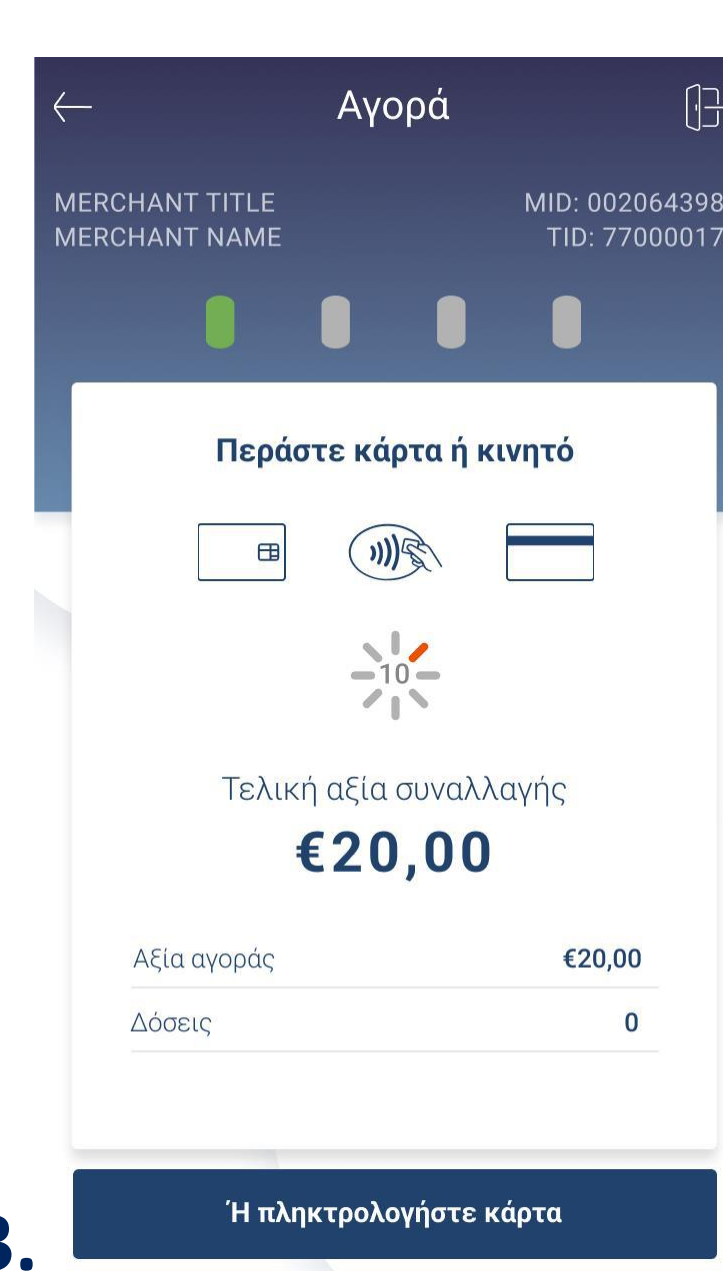 Αγορά
MERCHANT TITLE MID: 002064398
MERCHANT NAME TID: 77000017
Περάστε κάρτα ή κινητό
10
Τελική αξία συναλλαγής
€20,00
Αξία αγοράς €20,00
Δόσεις 0
Ή πληκτρολογήστε κάρτα